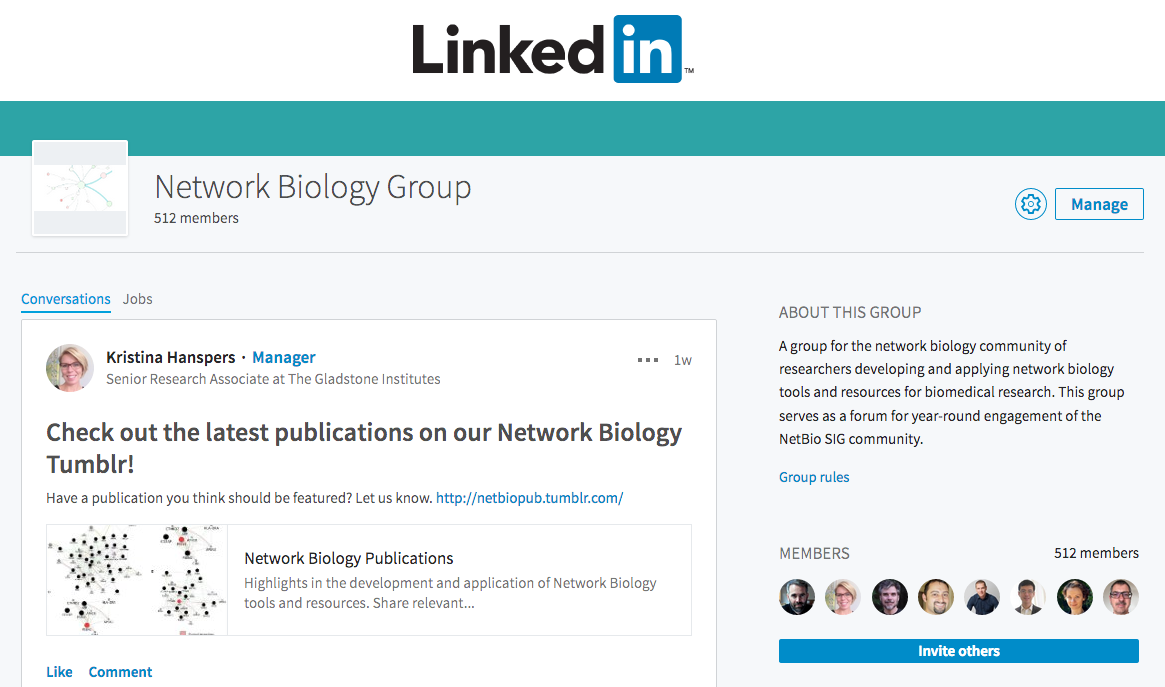 Linked in ™
Network Biology Group
512 members
Manage
Conversations Jobs
Kristina Hanspers · Manager
1w
Senior Research Associate at The Gladstone Institutes
Check out the latest publications on our Network Biology
Tumblr!
Have a publication you think should be featured? Let us know. http://netbiopub.tumblr.com/
Network Biology Publications
Highlights in the development and application of Network Biology
tools and resources. Share relevant...
Like Comment
ABOUT THIS GROUP
A group for the network biology community of
researchers developing and applying network biology
tools and resources for biomedical research. This group
serves as a forum for year-round engagement of the
NetBio SIG community.
Group rules
MEMBERS 512 members
Invite others